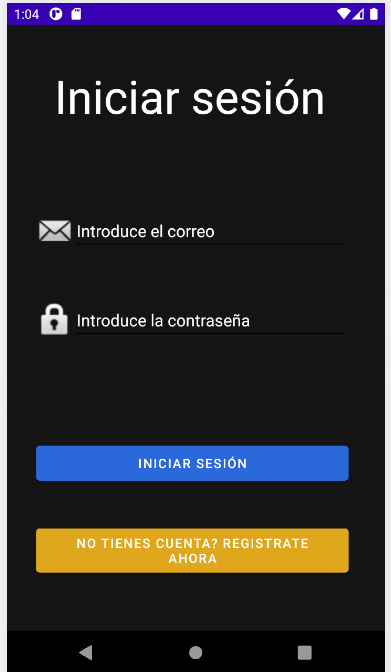 1:04
Iniciar sesión
Introduce el correo
Introduce la contraseña
INICIAR SESIÓN
NO TIENES CUENTA? REGISTRATE
AHORA